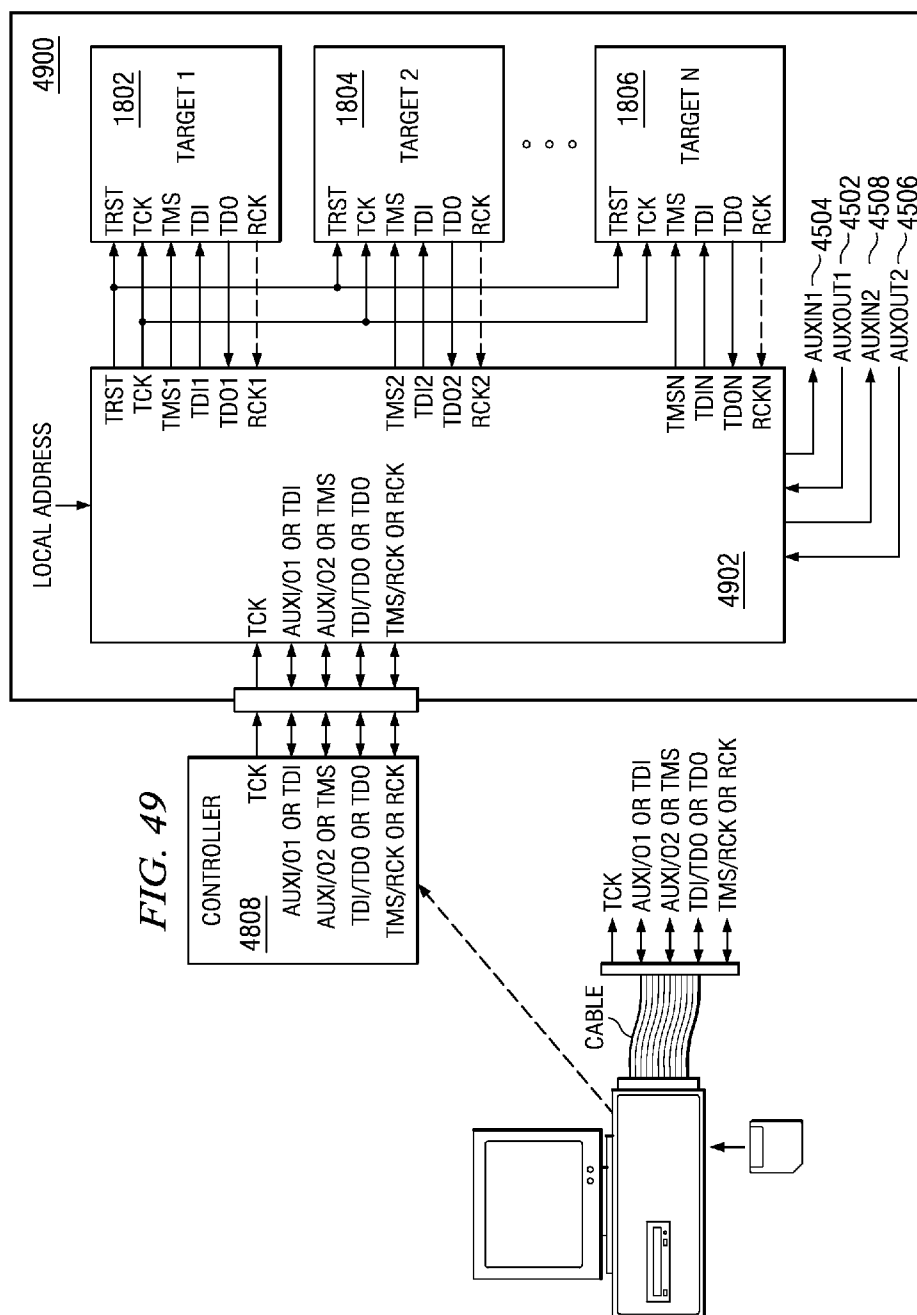 FIG. 49
4900
LOCAL ADDRESS
CONTROLLER
4808
TCK
AUXI/O1 OR TDI
AUXI/O2 OR TMS
TDI/TDO OR TDO
TMS/RCK OR RCK
TCK
AUXI/O1 OR TDI
AUXI/O2 OR TMS
TDI/TDO OR TDO
TMS/RCK OR RCK
4902
TRST
TCK
TMS1
TDI1
TDO1
RCK1
TMS2
TDI2
TDO2
RCK2
TMSN
TDIN
TDON
RCKN
TRST
TCK
TMS
TDI
TDO
RCK
1802
TARGET 1
TRST
TCK
TMS
TDI
TDO
RCK
1804
TARGET 2
TRST
TCK
TMS
TDI
TDO
RCK
1806
TARGET N
AUXIN1 4504
AUXOUT1 4502
AUXIN2 4508
AUXOUT2 4506
CABLE
TCK
AUXI/O1 OR TDI
AUXI/O2 OR TMS
TDI/TDO OR TDO
TMS/RCK OR RCK